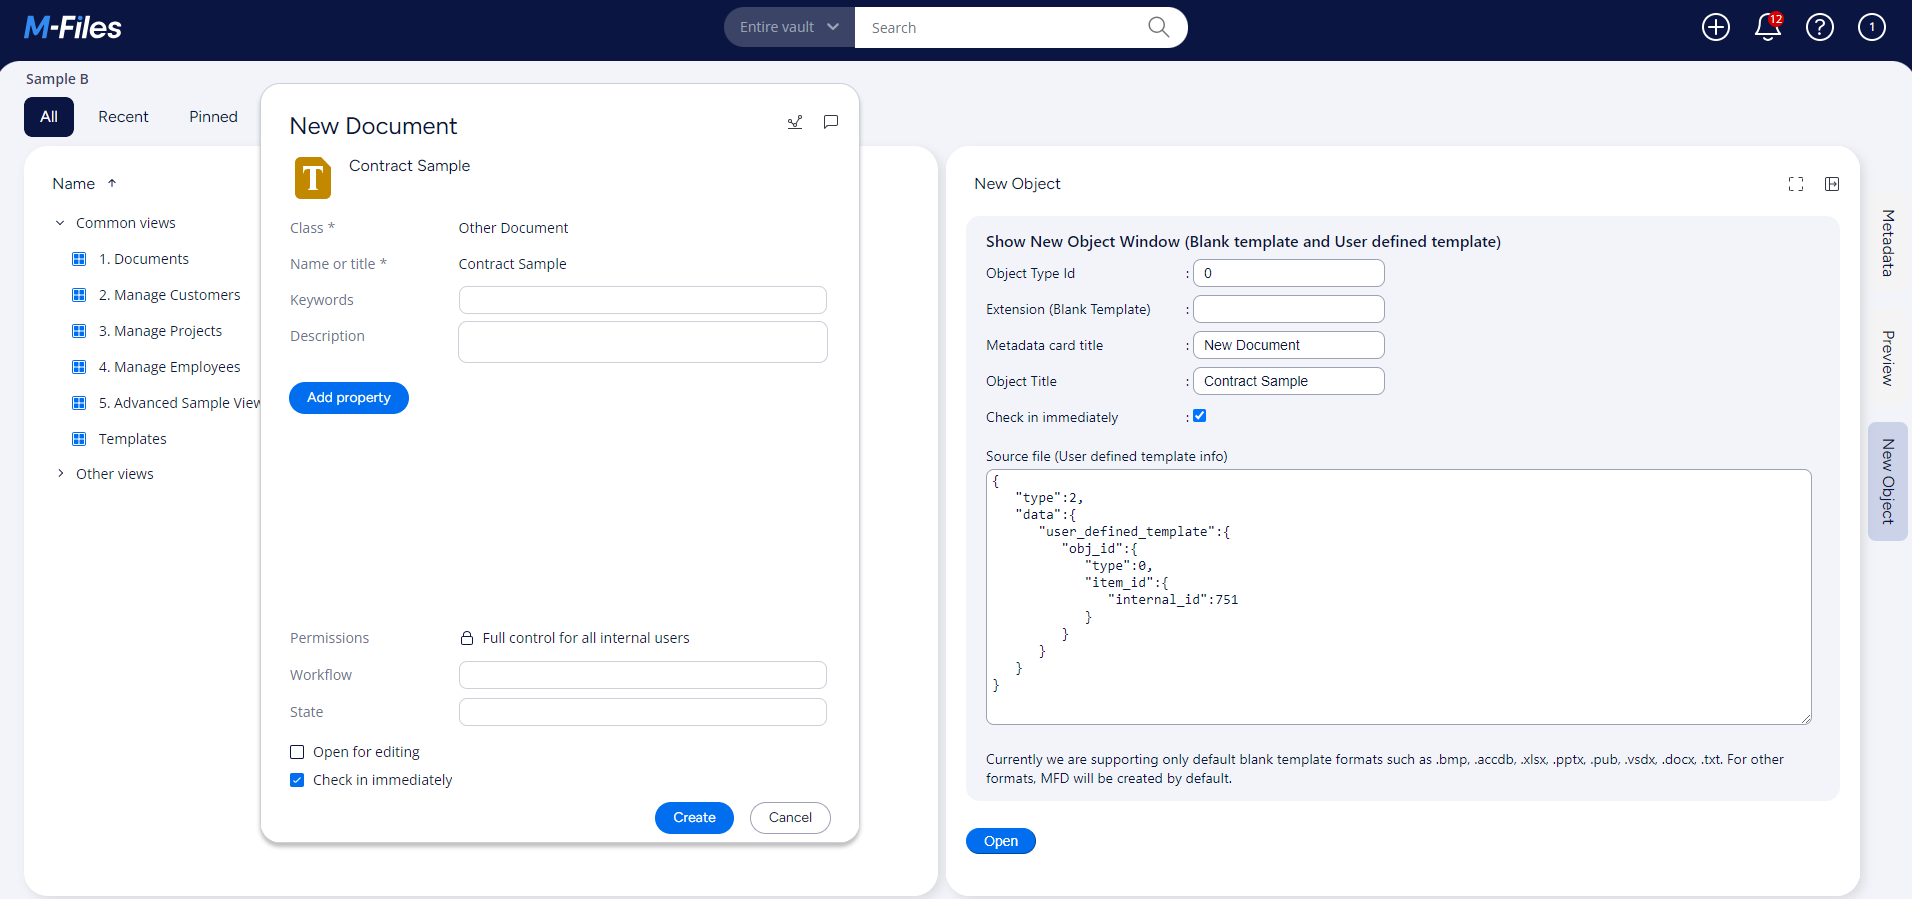 M-Files
Entire vault
Search
12
?
1
Sample B
All
Recent
Pinned
Name
Common views
1. Documents
2. Manage Customers
3. Manage Projects
4. Manage Employees
5. Advanced Sample View
Templates
Other views
New Document
T
Contract Sample
Class *
Other Document
Name or title *
Contract Sample
Keywords
Description
Add property
Permissions
Full control for all internal users
Workflow
State
Open for editing
Check in immediately
Create
Cancel
New Object
Show New Object Window (Blank template and User defined template)
Object Type Id : 0
Extension (Blank Template) :
Metadata card title : New Document
Object Title : Contract Sample
Check in immediately :
Source file (User defined template info)
{
"type":2,
"data":{
"user_defined_template":{
"obj_id":{
"type":0,
"item_id":{
"internal_id":751
}
}
}
}
}
Currently we are supporting only default blank template formats such as .bmp, .accdb, .xlsx, .pptx, .pub, .vsdx, .docx, .txt. For other
formats, MFD will be created by default.
Open
Metadata
Preview
New Object